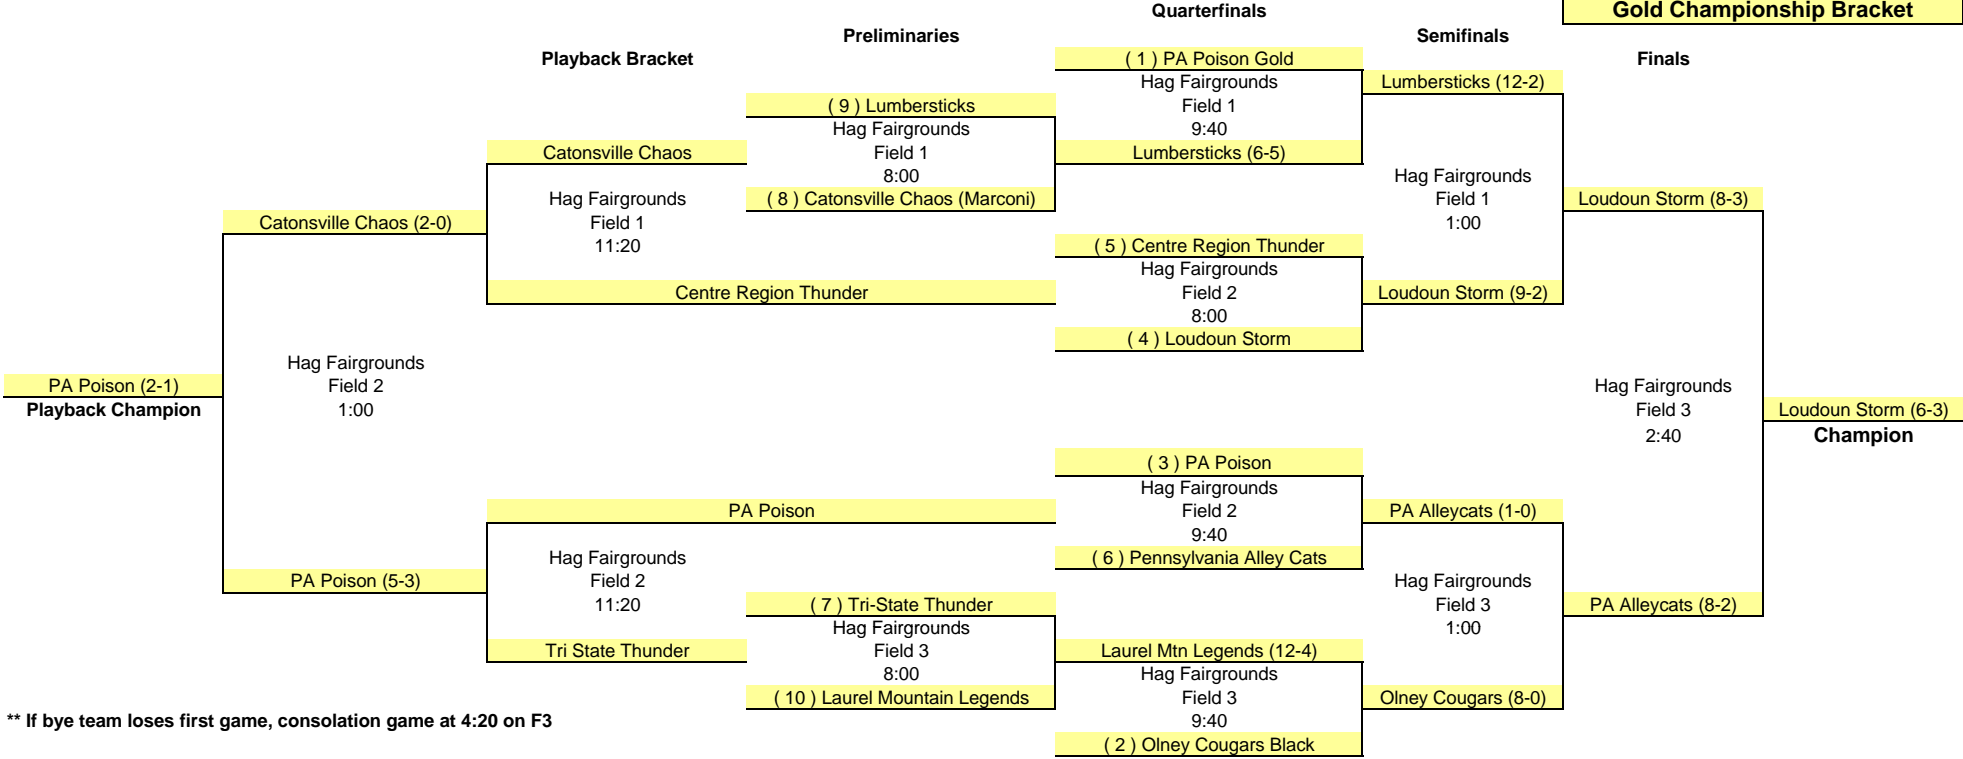 Gold Championship Bracket
Quarterfinals
Preliminaries
Semifinals
Playback Bracket
Finals
( 1 ) PA Poison Gold
Hag Fairgrounds
Field 1
9:40
Lumbersticks (12-2)
( 9 ) Lumbersticks
Hag Fairgrounds
Field 1
8:00
Catonsville Chaos
Lumbersticks (6-5)
( 8 ) Catonsville Chaos (Marconi)
Hag Fairgrounds
Field 1
11:20
Hag Fairgrounds
Field 1
1:00
Loudoun Storm (8-3)
Catonsville Chaos (2-0)
( 5 ) Centre Region Thunder
Hag Fairgrounds
Field 2
8:00
Centre Region Thunder
Loudoun Storm (9-2)
( 4 ) Loudoun Storm
Hag Fairgrounds
Field 2
1:00
PA Poison (2-1)
Playback Champion
Hag Fairgrounds
Field 3
2:40
Loudoun Storm (6-3)
Champion
( 3 ) PA Poison
Hag Fairgrounds
Field 2
9:40
PA Poison
PA Alleycats (1-0)
( 6 ) Pennsylvania Alley Cats
Hag Fairgrounds
Field 2
11:20
PA Poison (5-3)
Hag Fairgrounds
Field 3
1:00
( 7 ) Tri-State Thunder
PA Alleycats (8-2)
Hag Fairgrounds
Field 3
8:00
Tri State Thunder
Laurel Mtn Legends (12-4)
Hag Fairgrounds
Field 3
9:40
( 10 ) Laurel Mountain Legends
Olney Cougars (8-0)
** If bye team loses first game, consolation game at 4:20 on F3
( 2 ) Olney Cougars Black